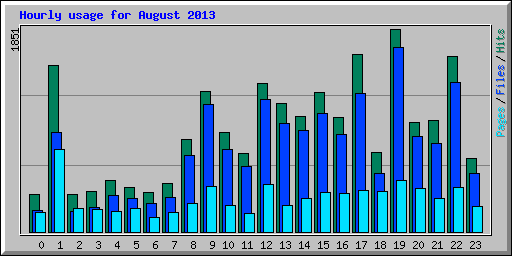 Hourly usage for August 2013
1851
Pages/Files/Hits
0 1 2 3 4 5 6 7 8 9 10 11 12 13 14 15 16 17 18 19 20 21 22 23